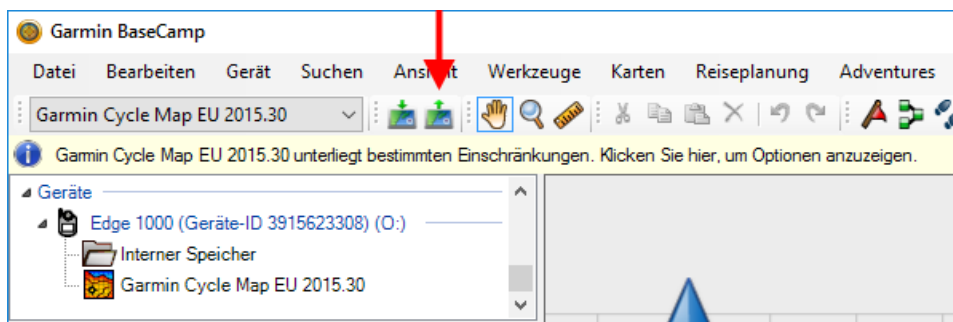 Garmin BaseCamp
Datei Bearbeiten Gerät Suchen Ansicht Werkzeuge Karten Reiseplanung Adventures
Garmin Cycle Map EU 2015.30
Garmin Cycle Map EU 2015.30 unterliegt bestimmten Einschränkungen. Klicken Sie hier, um Optionen anzuzeigen.
Geräte
Edge 1000 (Geräte-ID 3915623308) (O:)
Interner Speicher
Garmin Cycle Map EU 2015.30